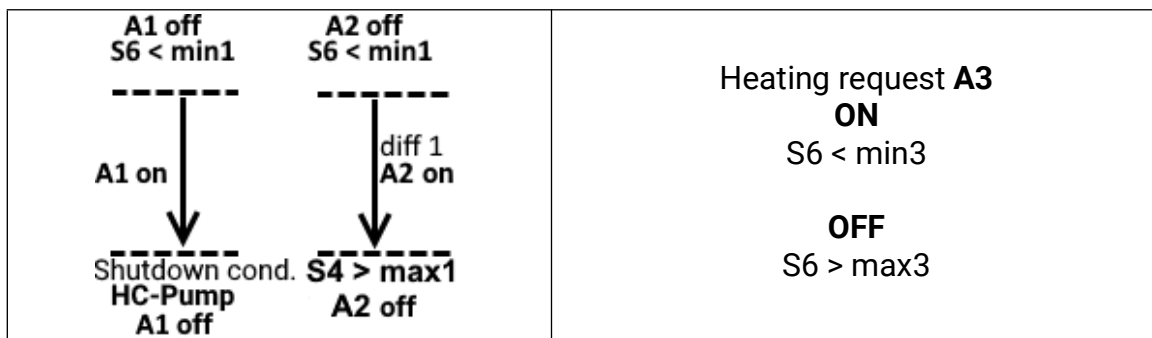 A1 off
S6 < min1
A2 off
S6 < min1
A1 on
diff 1
A2 on
Shutdown cond.
HC-Pump
A1 off
S4 > max1
A2 off
Heating request A3
ON
S6 < min3
OFF
S6 > max3